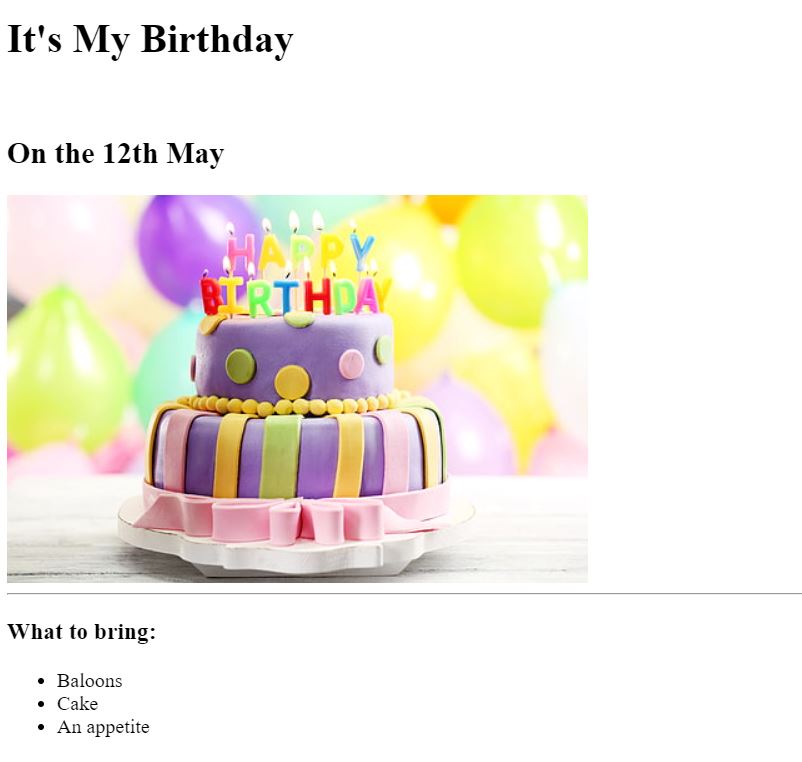 It's My Birthday
On the 12th May
HAPPY
BIRTHDAY
What to bring:
Baloons
Cake
An appetite